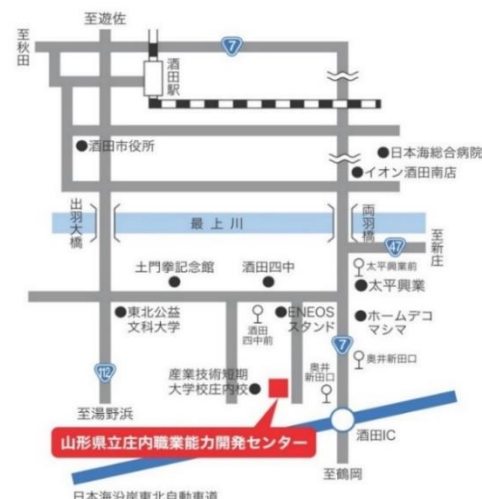 至遊佐
至秋田
7
酒田駅
酒田市役所
日本海総合病院
イオン酒田南店
出羽大橋
最上川
両羽橋
至新庄
47
土門拳記念館
酒田四中
太平興業前
太平興業
東北公益
文科大学
酒田
四中前
ENEOS
スタンド
ホームデコ
マシマ
7
112
産業技術短期
大学校庄内校
奥井
新田口
奥井新田口
至湯野浜
山形県立庄内職業能力開発センター
酒田IC
至鶴岡
日本海沿岸東北自動車道